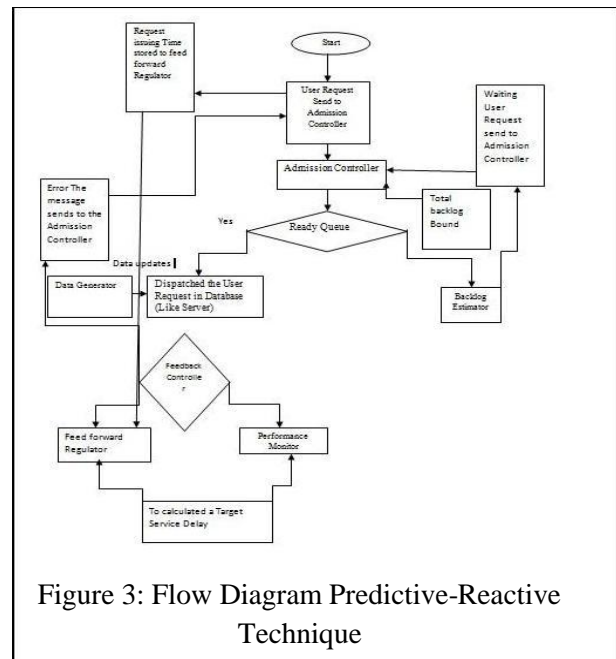 Request
issuing Time
stored to feed
forward
Regulator
Start
User Request
Send to
Admission
Controller
Waiting
User
Request
send to
Admission
Controller
Admission Controller
Error The
message
sends to the
Admission
Controller
Total
backlog
Bound
Yes
Ready Queue
Data updates
Data Generator
Dispatched the User
Request in Database
(Like Server)
Backlog
Estimator
Feedback
Controlle
r
Feed forward
Regulator
Performance
Monitor
To calculated a Target
Service Delay
Figure 3: Flow Diagram Predictive-Reactive
Technique